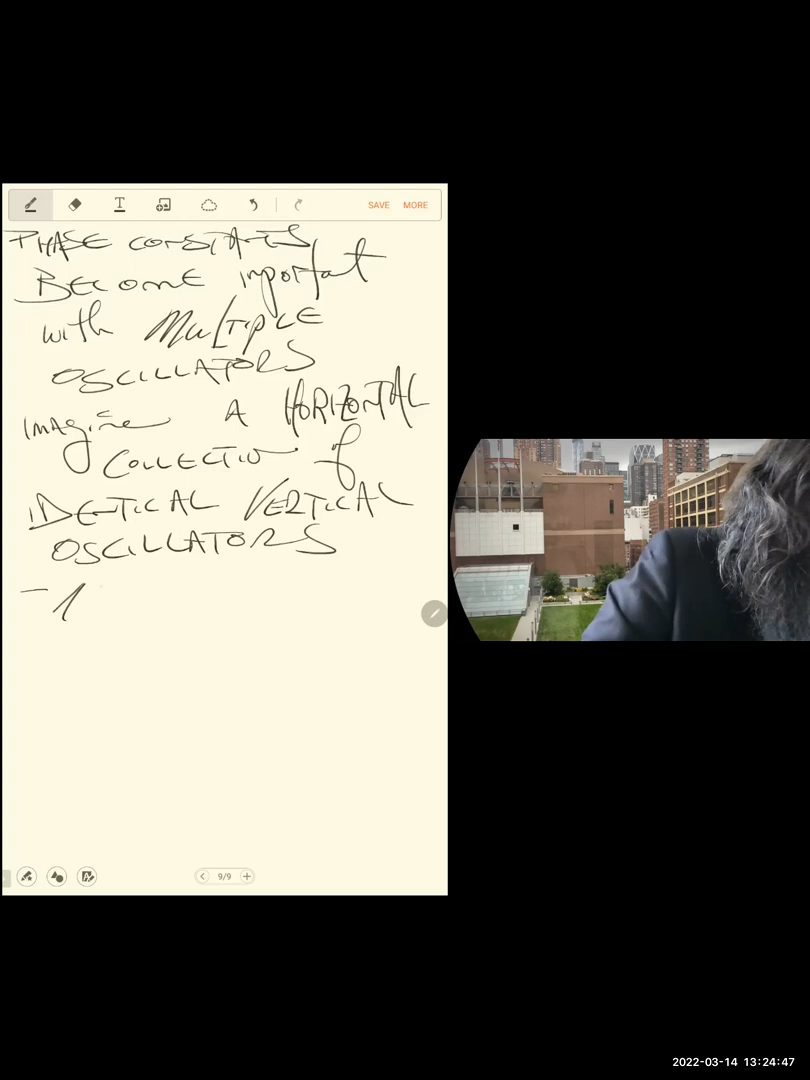 SAVE MORE
PHASE CONSTANTS
BECOME important
with MULTIPLE
OSCILLATORS
IMAGINE A HORIZONTAL
COLLECTION of
IDENTICAL VERTICAL
OSCILLATORS
9/9
2022-03-14 13:24:47